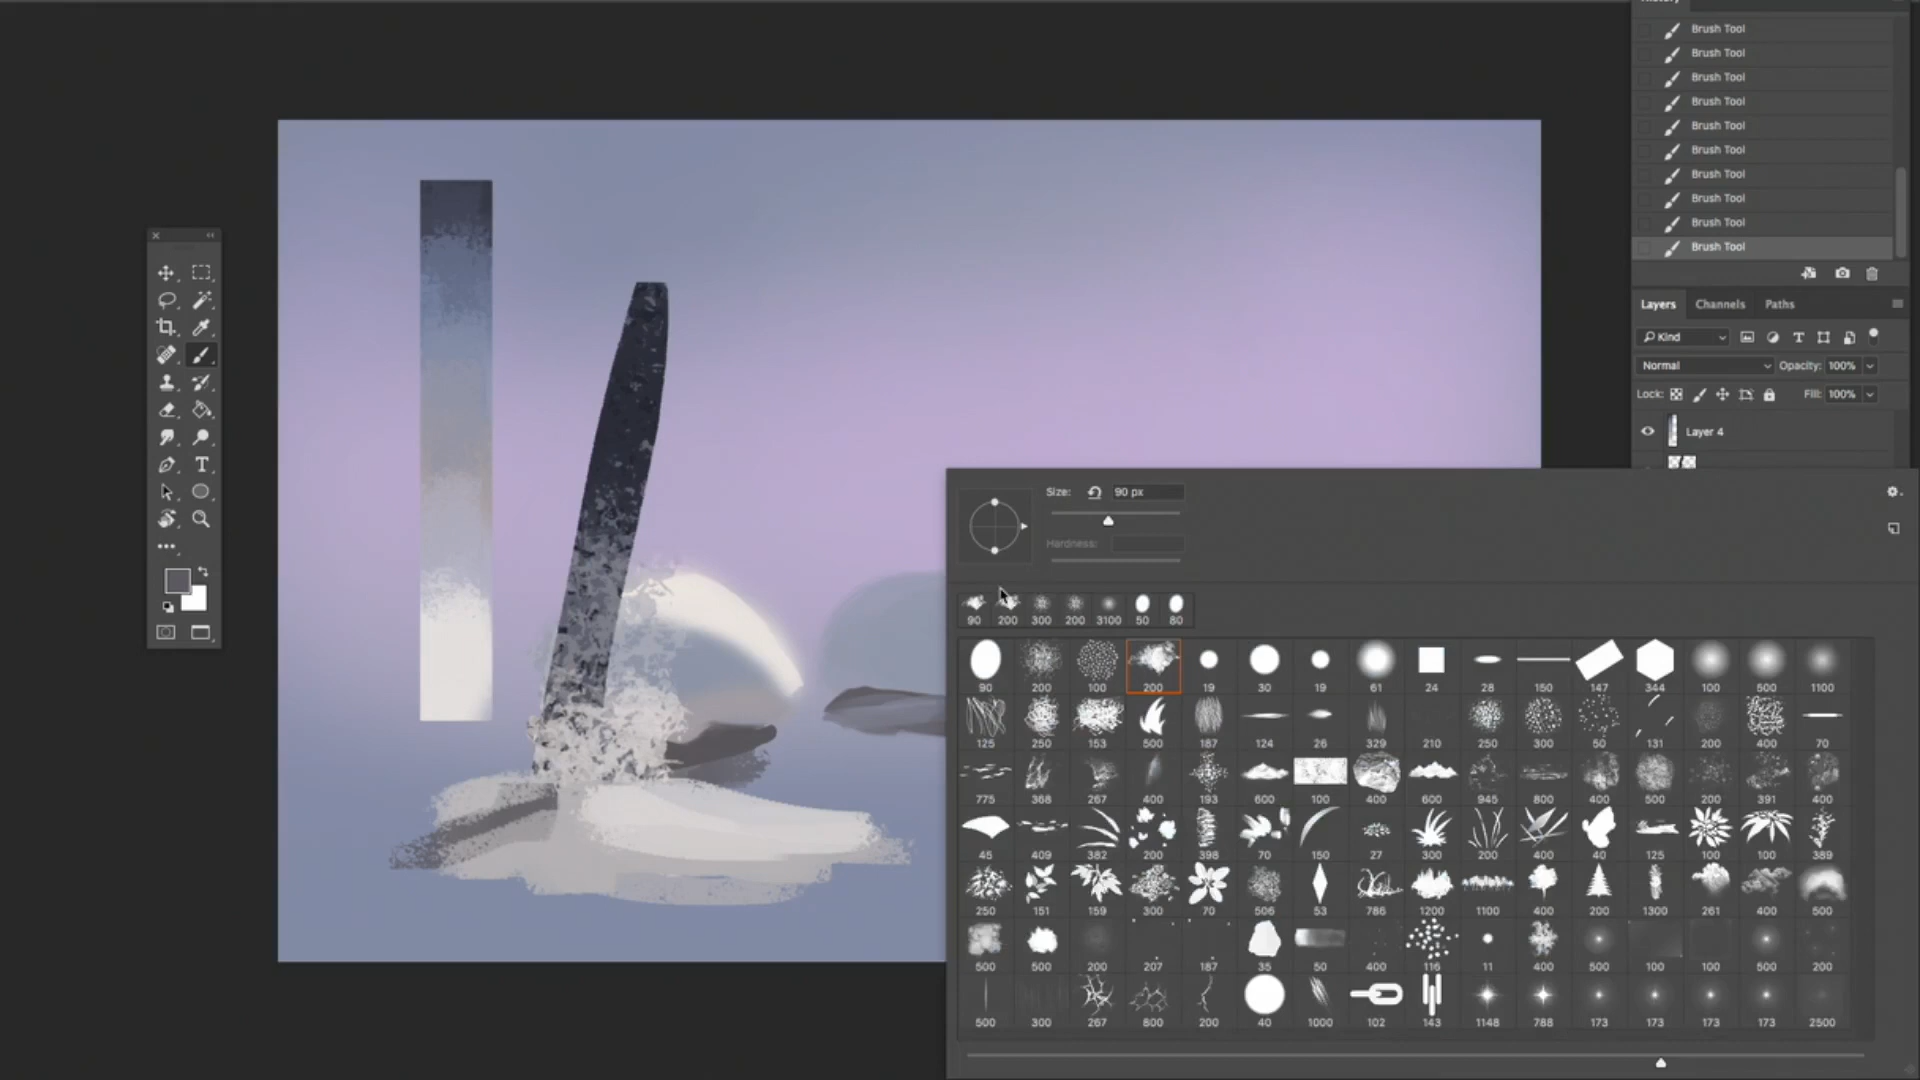 History
Brush Tool
Brush Tool
Brush Tool
Brush Tool
Brush Tool
Brush Tool
Brush Tool
Brush Tool
Brush Tool
Brush Tool
Layers Channels Paths
Kind
Normal Opacity: 100%
Lock: Fill: 100%
Layer 4
Size: 90 px
Hardness:
90 200 300 200 3100 50 80
90 200 100 200 19 30 19 61 24 28 150 147 344 100 500 1100
125 250 153 500 187 124 26 329 210 250 300 50 131 200 400 70
775 368 267 400 193 600 100 400 600 945 800 400 500 200 391 400
45 409 382 200 398 70 150 27 300 200 400 40 125 100 100 389
250 151 159 300 70 506 53 786 1200 1100 400 200 1300 261 400 500
500 500 200 207 187 35 50 400 116 11 400 500 100 100 500 200
500 300 267 800 200 40 1000 102 143 1148 788 173 173 173 173 2500